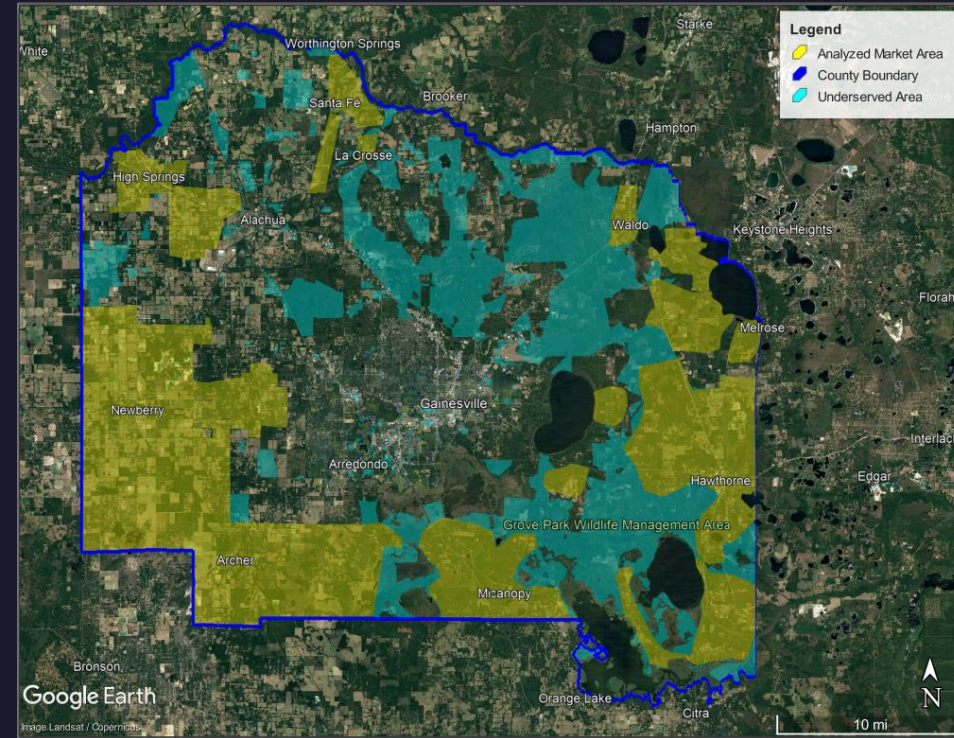 Legend
Analyzed Market Area
County Boundary
Underserved Area
White
Worthington Springs
Starke
Santa Fe
Brooker
Hampton
La Crosse
High Springs
Alachua
Waldo
Keystone Heights
Florah
Melrose
Newberry
Gainesville
Interlac
Arredondo
Hawthorne
Edgar
Grove Park Wildlife Management Area
Archer
Micanopy
Bronson
Orange Lake
Citra
Google Earth
Image Landsat / Copernicus
N
10 mi